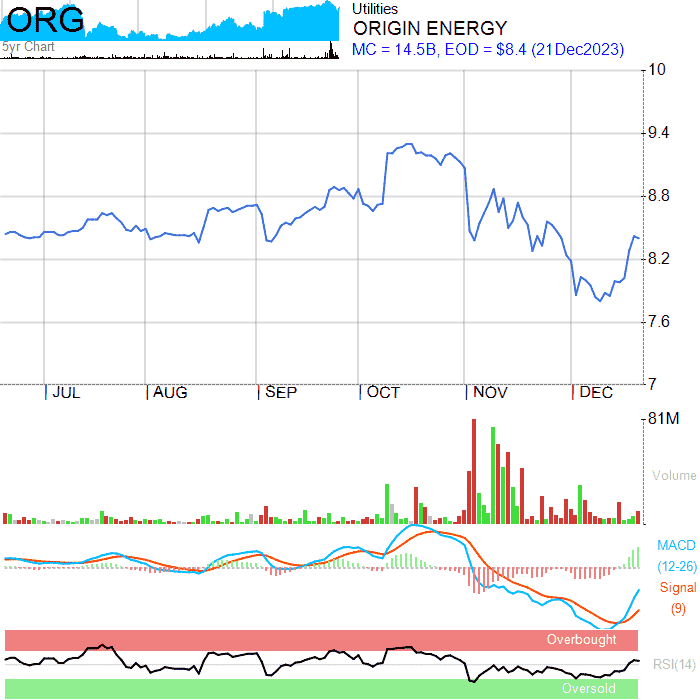 ORG
5yr Chart
Utilities
ORIGIN ENERGY
MC = 14.5B, EOD = $8.4 (21Dec2023)
10
9.4
8.8
8.2
7.6
7
JUL AUG SEP OCT NOV DEC
81M
Volume
MACD
(12-26)
Signal
(9)
Overbought
RSI(14)
Oversold